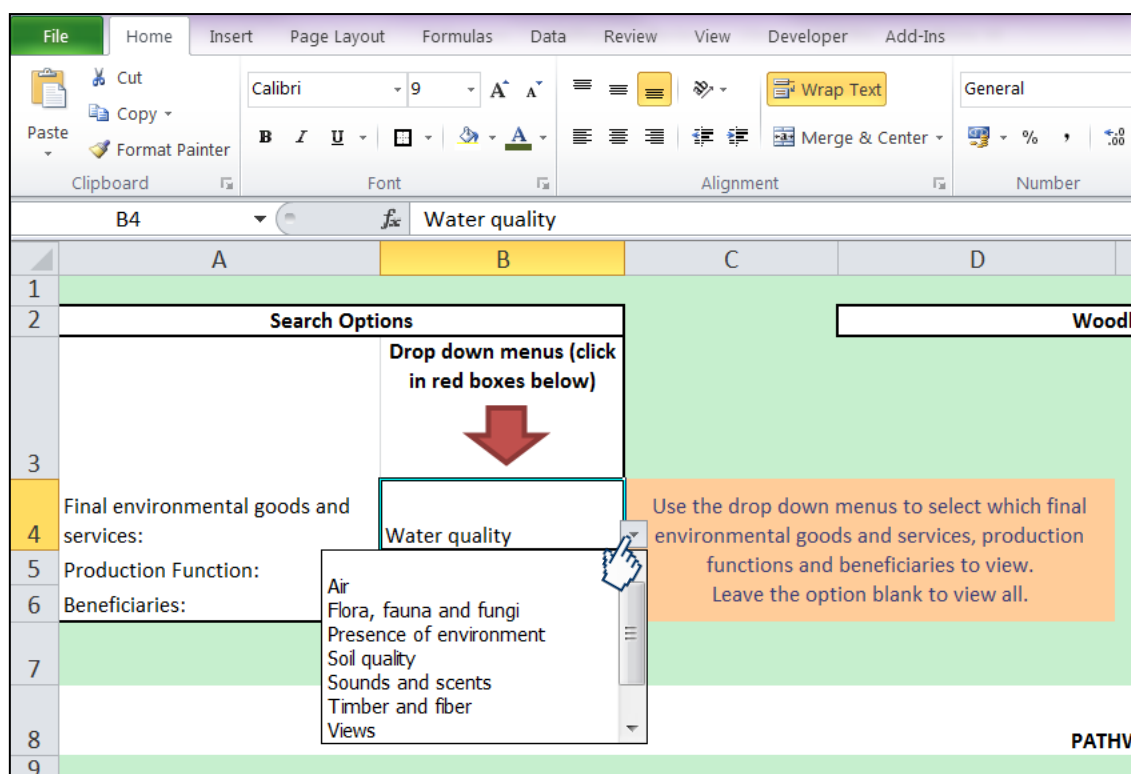 File Home Insert Page Layout Formulas Data Review View Developer Add-Ins
Cut
Copy
Format Painter
Paste
Calibri 9
B I U
Wrap Text
Merge & Center
General
% ,
Clipboard Font Alignment Number
B4 fx Water quality
A B C D
1
2 Search Options
Drop down menus (click
in red boxes below)
3
Final environmental goods and
4 services: Water quality
5 Production Function:
6 Beneficiaries:
Air
Flora, fauna and fungi
Presence of environment
Soil quality
Sounds and scents
Timber and fiber
Views
Use the drop down menus to select which final
environmental goods and services, production
functions and beneficiaries to view.
Leave the option blank to view all.
7
8
9